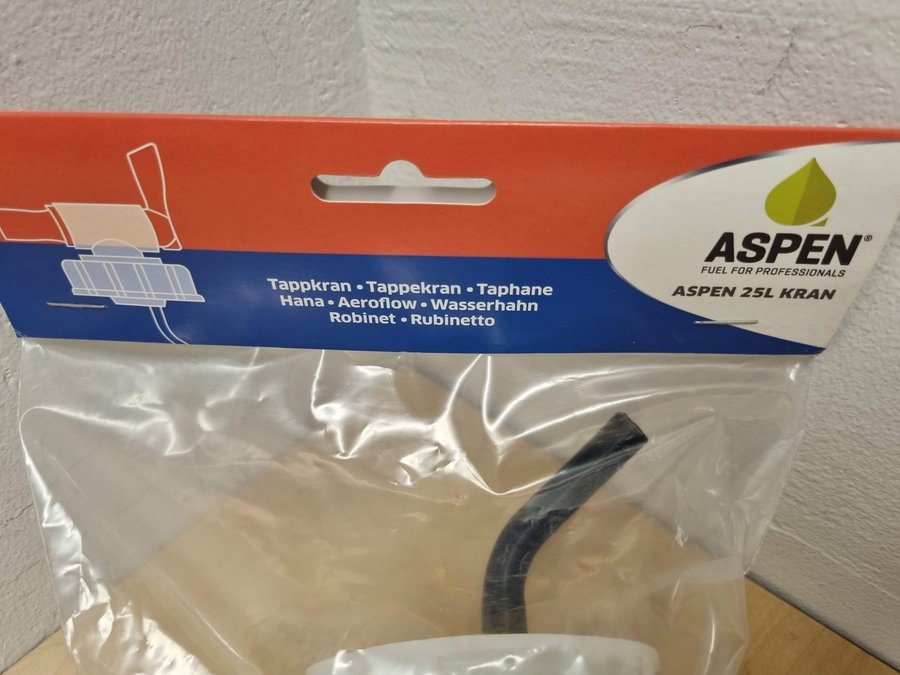 Tappkran • Tappekran • Taphane
Hana • Aeroflow • Wasserhahn
Robinet • Rubinetto
ASPEN®
FUEL FOR PROFESSIONALS
ASPEN 25L KRAN